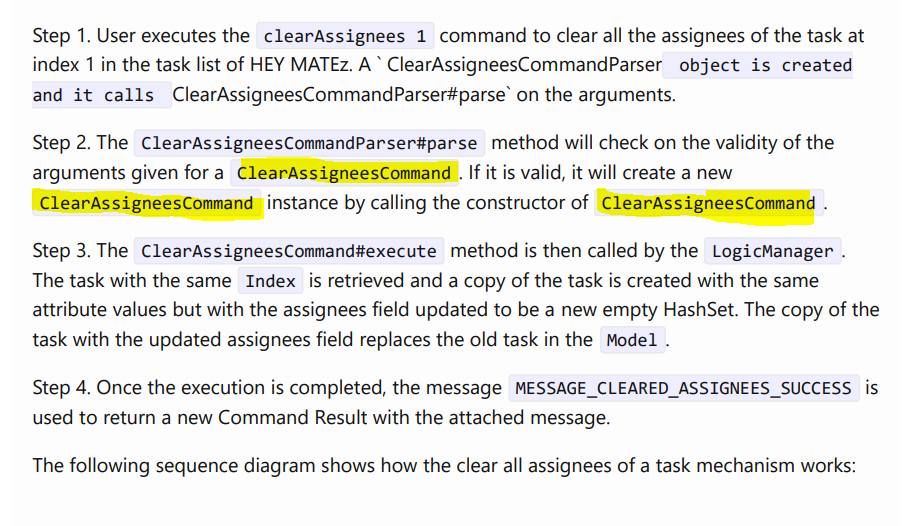 Step 1. User executes the clearAssignees 1 command to clear all the assignees of the task at
index 1 in the task list of HEY MATEz. A ` ClearAssigneesCommandParser object is created
and it calls ClearAssigneesCommandParser#parse` on the arguments.
Step 2. The ClearAssigneesCommandParser#parse method will check on the validity of the
arguments given for a ClearAssigneesCommand . If it is valid, it will create a new
ClearAssigneesCommand instance by calling the constructor of ClearAssigneesCommand .
Step 3. The ClearAssigneesCommand#execute method is then called by the LogicManager .
The task with the same Index is retrieved and a copy of the task is created with the same
attribute values but with the assignees field updated to be a new empty HashSet. The copy of the
task with the updated assignees field replaces the old task in the Model .
Step 4. Once the execution is completed, the message MESSAGE_CLEARED_ASSIGNEES_SUCCESS is
used to return a new Command Result with the attached message.
The following sequence diagram shows how the clear all assignees of a task mechanism works: